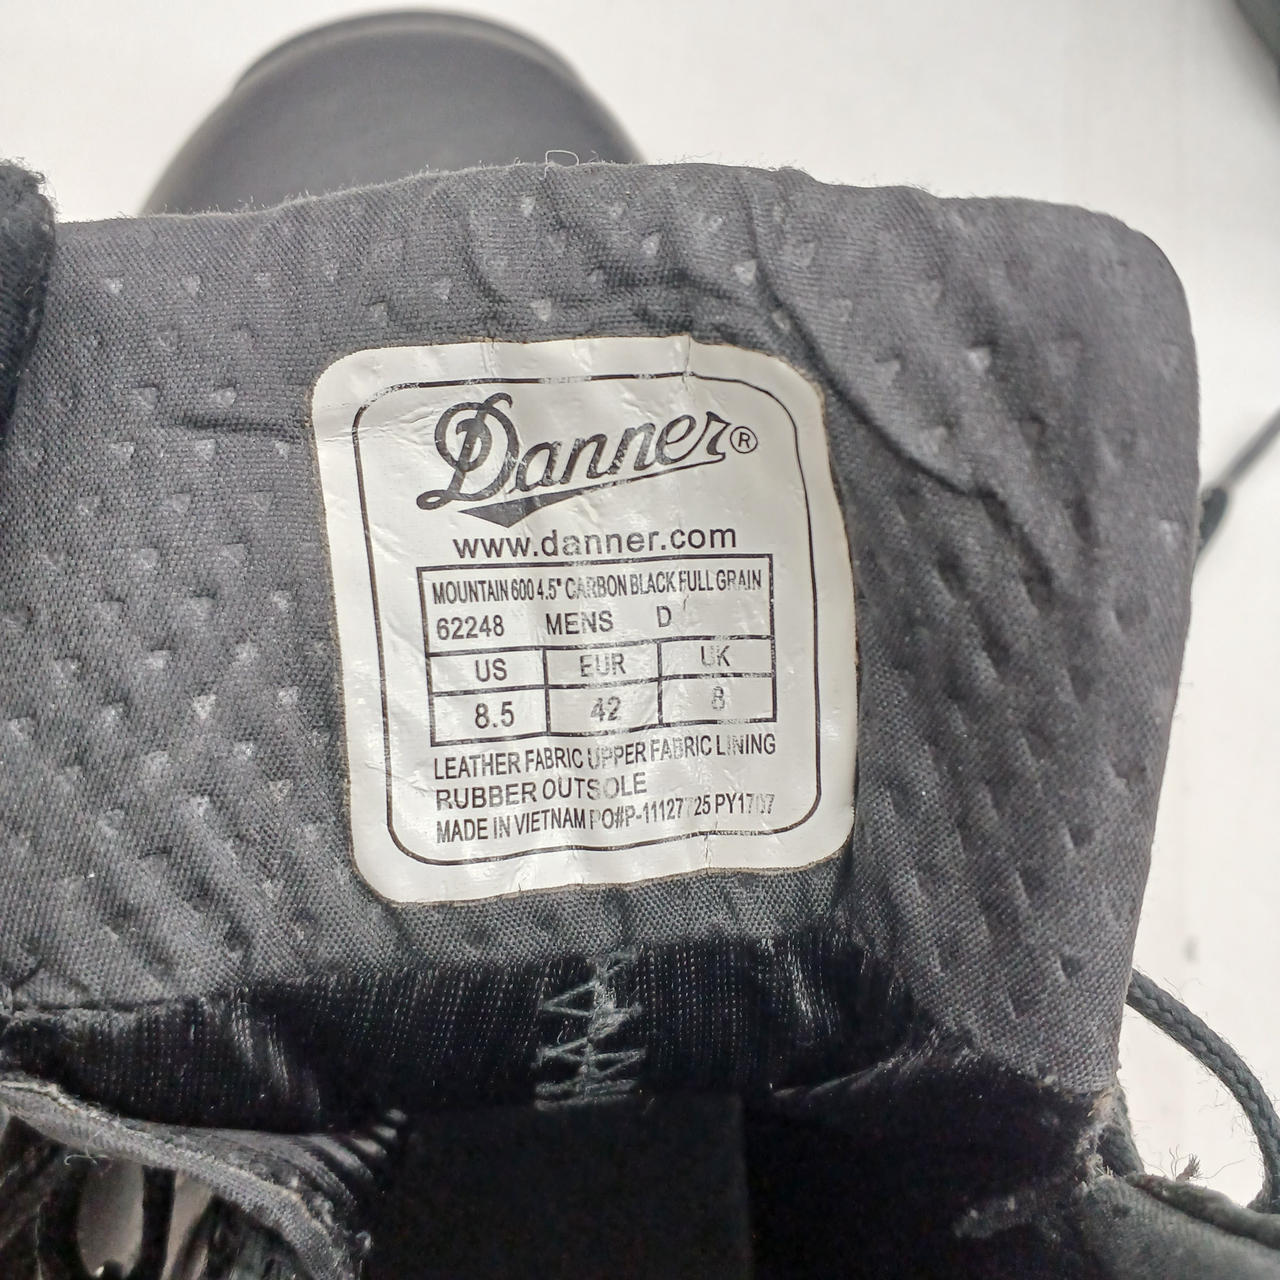 Danner®
www.danner.com
MOUNTAIN 600 4.5" CARBON BLACK FULL GRAIN
62248 MENS D
US EUR UK
8.5 42 8
LEATHER FABRIC UPPER FABRIC LINING
RUBBER OUTSOLE
MADE IN VIETNAM PO#P-11127725